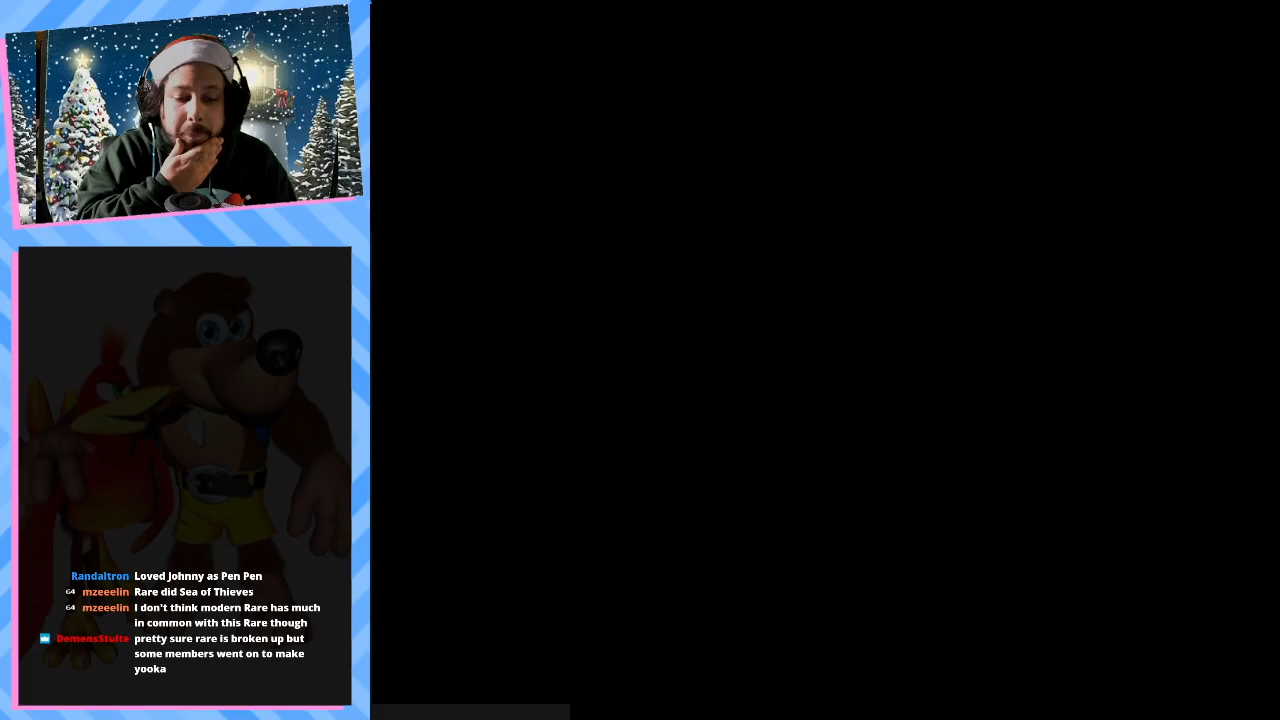 Randaltron Loved Johnny as Pen Pen
64 mzeeelin Rare did Sea of Thieves
64 mzeeelin I don't think modern Rare has much
in common with this Rare though
DemensStulte pretty sure rare is broken up but
some members went on to make
yooka